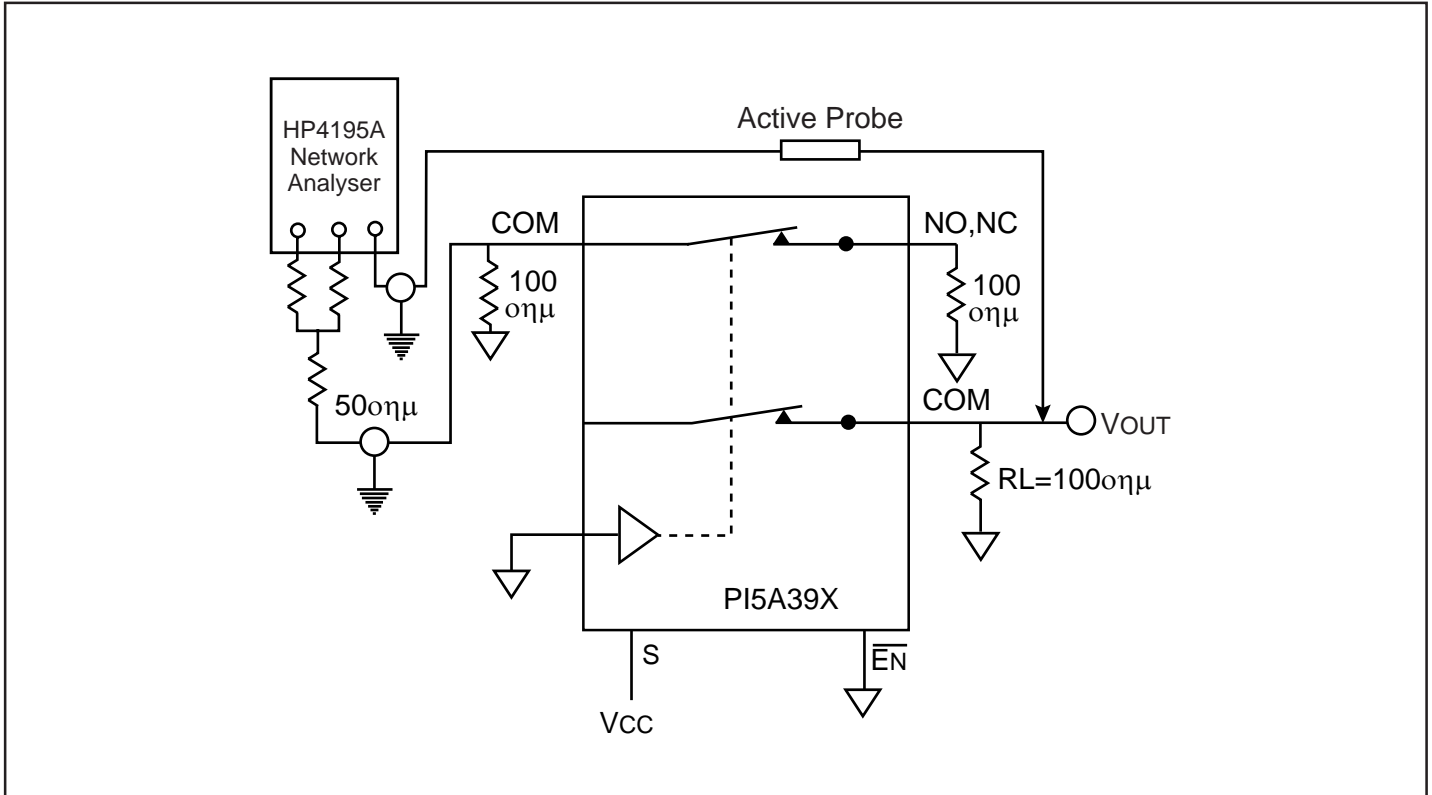 HP4195A
Network
Analyser
Active Probe
COM
NO,NC
100
οημ
100
οημ
50οημ
COM
VOUT
RL=100οημ
PI5A39X
S
EN
VCC